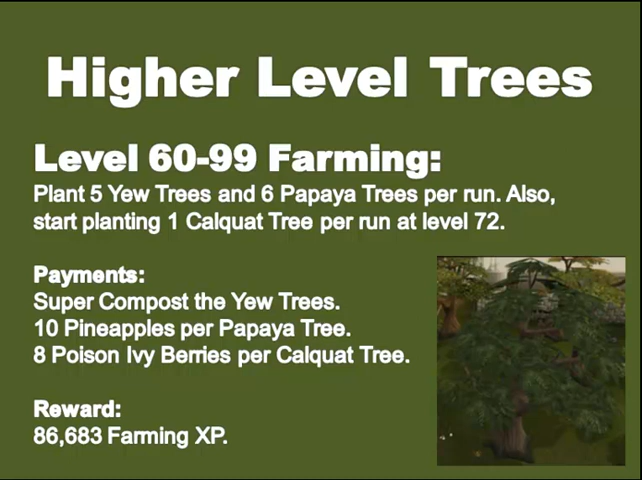 Higher Level Trees
Level 60-99 Farming:
Plant 5 Yew Trees and 6 Papaya Trees per run. Also,
start planting 1 Calquat Tree per run at level 72.
Payments:
Super Compost the Yew Trees.
10 Pineapples per Papaya Tree.
8 Poison Ivy Berries per Calquat Tree.
Reward:
86,683 Farming XP.